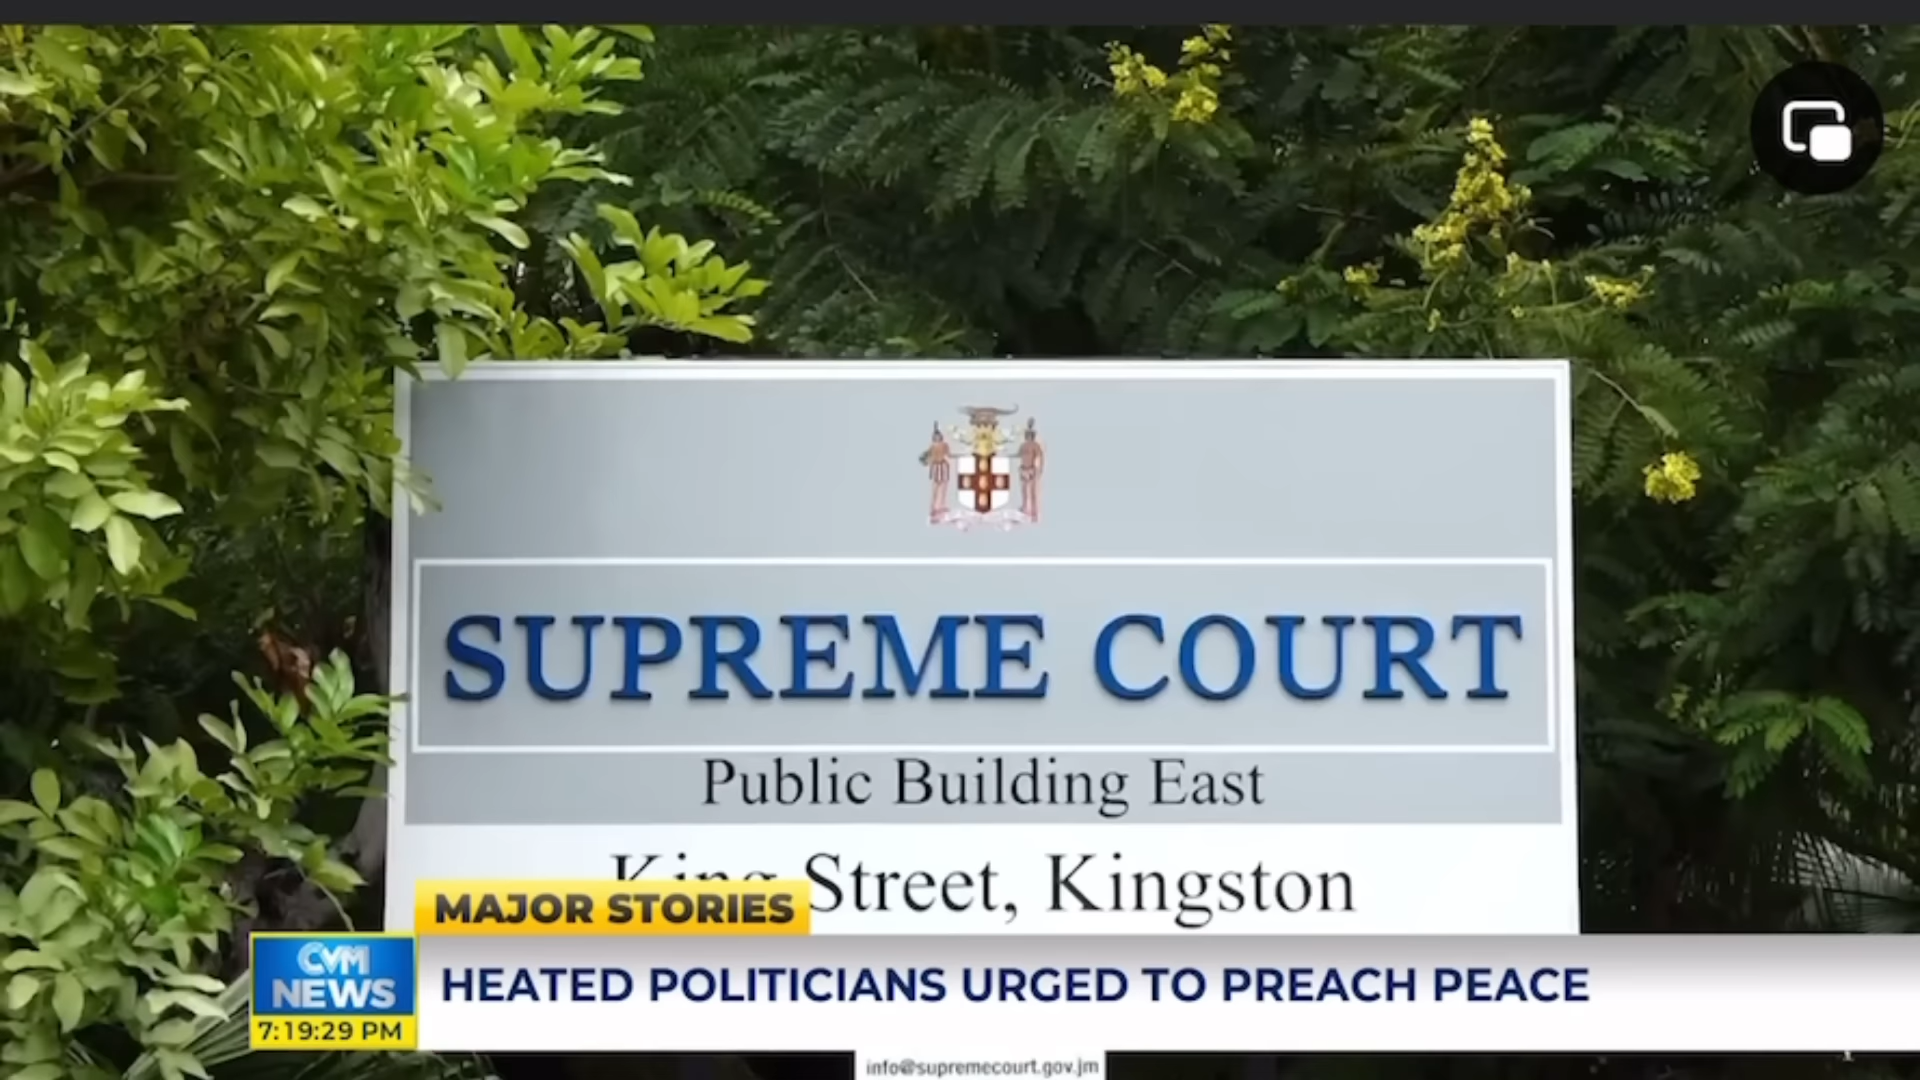 SUPREME COURT
Public Building East
King Street, Kingston
MAJOR STORIES
CVM
NEWS
HEATED POLITICIANS URGED TO PREACH PEACE
7:19:29 PM
info@supremecourt.gov.jm